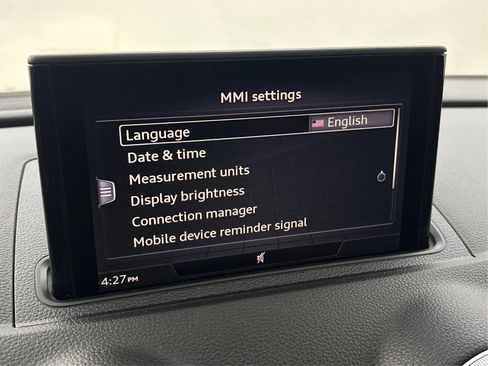 MMI settings
Language English
Date & time
Measurement units
Display brightness
Connection manager
Mobile device reminder signal
4:27 PM